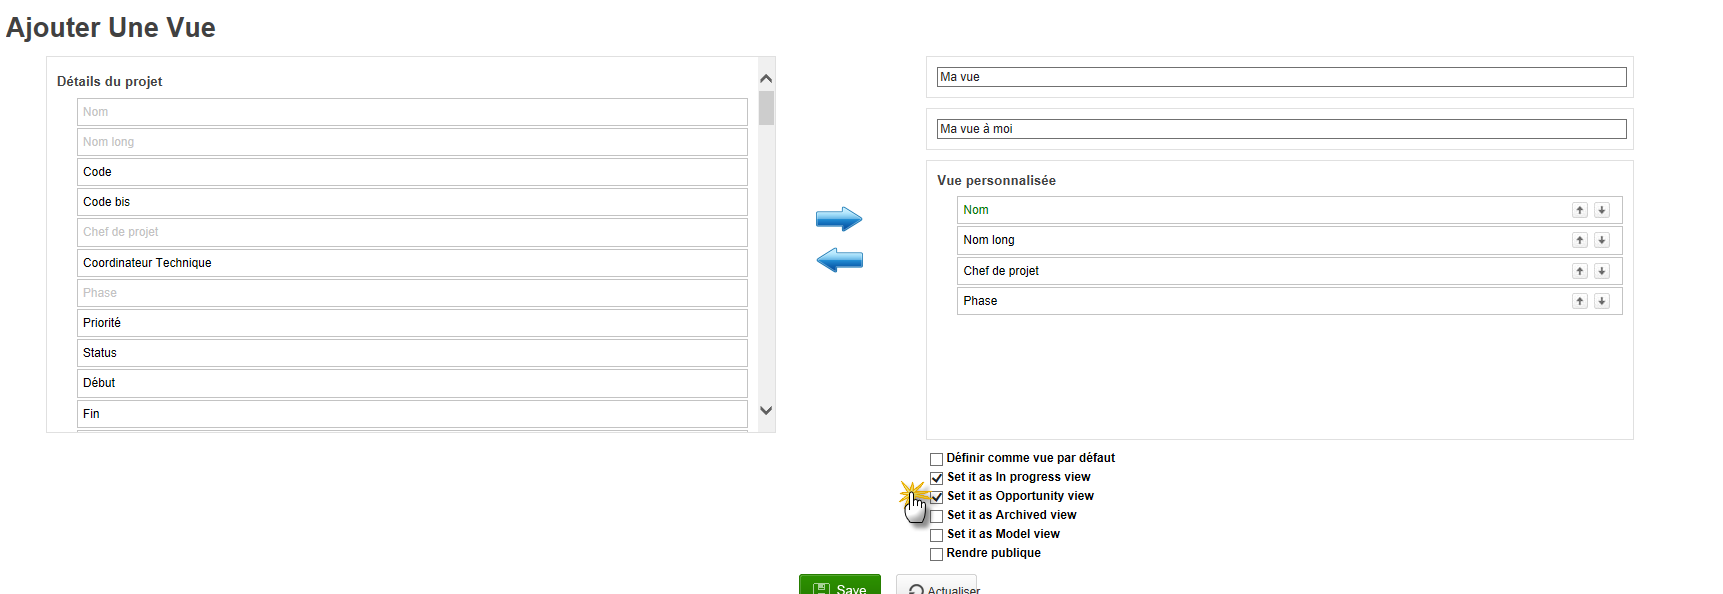 Ajouter Une Vue
Détails du projet
Nom
Nom long
Code
Code bis
Chef de projet
Coordinateur Technique
Phase
Priorité
Status
Début
Fin
Ma vue
Ma vue à moi
Vue personnalisée
Nom
Nom long
Chef de projet
Phase
Définir comme vue par défaut
Set it as In progress view
Set it as Opportunity view
Set it as Archived view
Set it as Model view
Rendre publique
Save
Actualiser